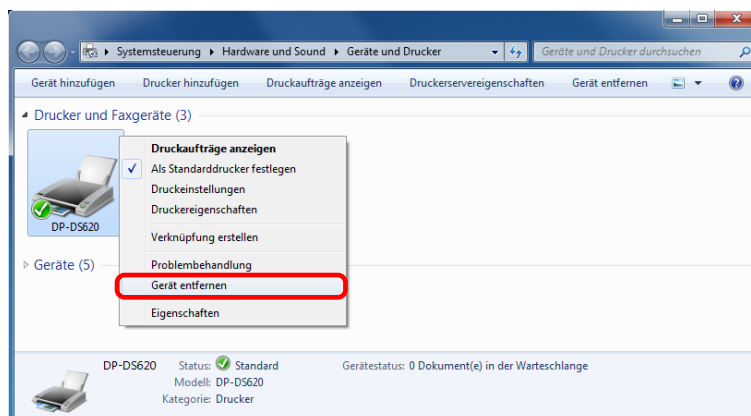 Systemsteuerung Hardware und Sound Geräte und Drucker Geräte und Drucker durchsuchen
Gerät hinzufügen Drucker hinzufügen Druckaufträge anzeigen Druckerservereigenschaften Gerät entfernen
Drucker und Faxgeräte (3)
DP-DS620
Druckaufträge anzeigen
Als Standarddrucker festlegen
Druckeinstellungen
Druckereigenschaften
Verknüpfung erstellen
Problembehandlung
Gerät entfernen
Eigenschaften
Geräte (5)
DP-DS620 Status: Standard Gerätestatus: 0 Dokument(e) in der Warteschlange
Modell: DP-DS620
Kategorie: Drucker